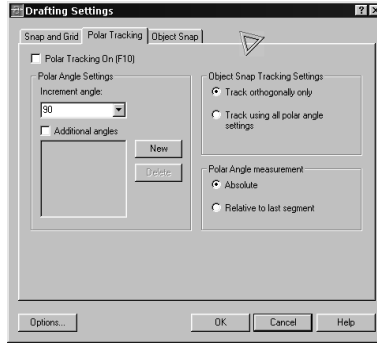 Drafting Settings
Snap and Grid Polar Tracking Object Snap
Polar Tracking On (F10)
Polar Angle Settings
Increment angle:
90
Additional angles
New
Delete
Object Snap Tracking Settings
Track orthogonally only
Track using all polar angle
settings
Polar Angle measurement
Absolute
Relative to last segment
Options... OK Cancel Help